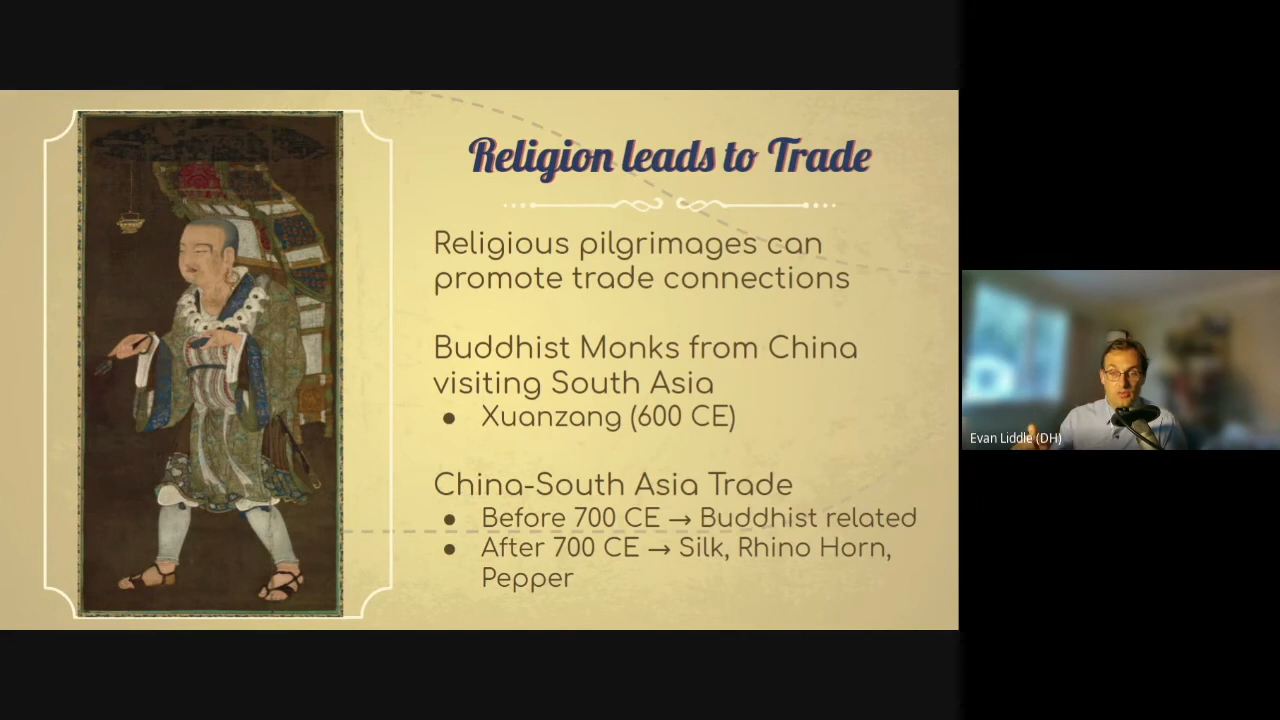 Religion leads to Trade
Religious pilgrimages can
promote trade connections
Buddhist Monks from China
visiting South Asia
● Xuanzang (600 CE)
China-South Asia Trade
● Before 700 CE → Buddhist related
● After 700 CE → Silk, Rhino Horn,
Pepper
Evan Liddle (DH)